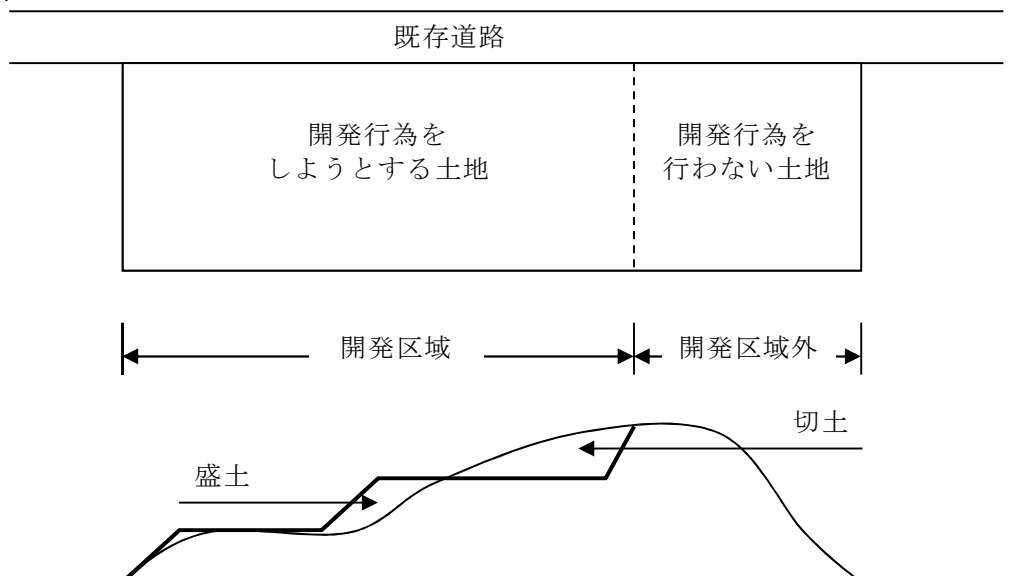 既存道路
開発行為を
しようとする土地
開発行為を
行わない土地
開発区域
開発区域外
切土
盛土